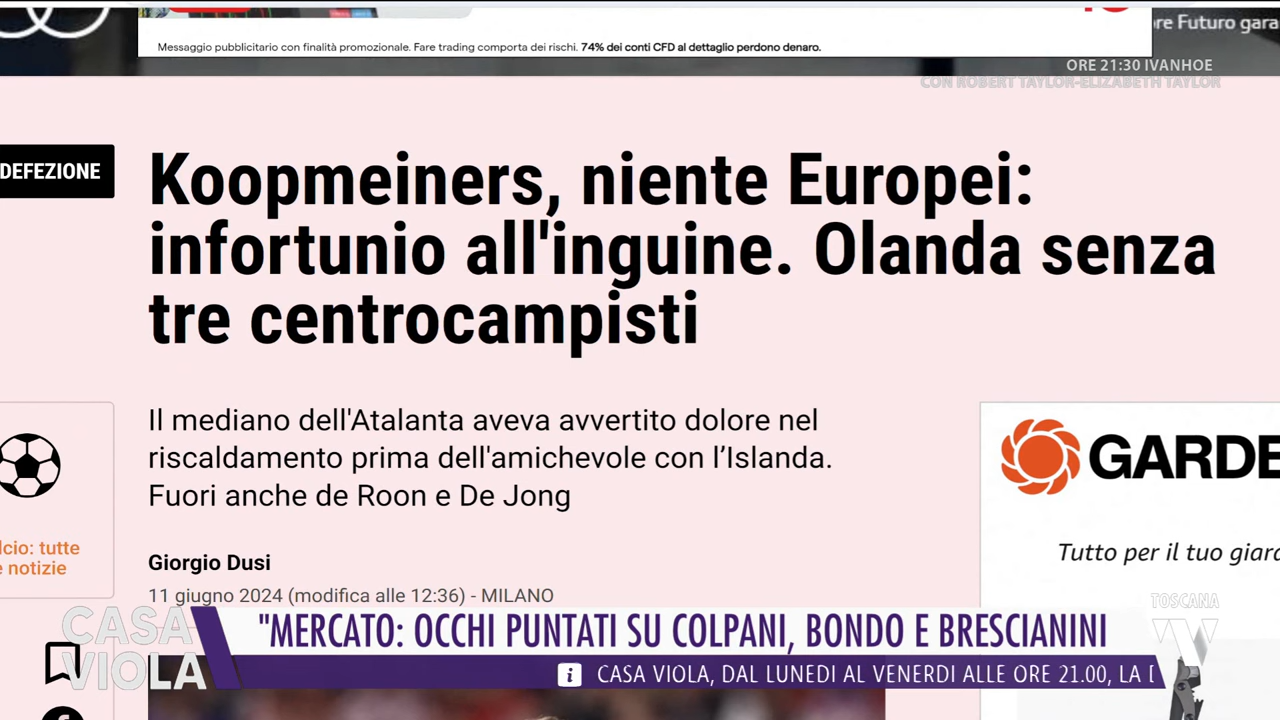 Messaggio pubblicitario con finalità promozionale. Fare trading comporta dei rischi. 74% dei conti CFD al dettaglio perdono denaro.
re Futuro gara
ORE 21:30 IVANHOE
CON ROBERT TAYLOR-ELIZABETH TAYLOR
DEFEZIONE
Koopmeiners, niente Europei:
infortunio all'inguine. Olanda senza
tre centrocampisti
Il mediano dell'Atalanta aveva avvertito dolore nel
riscaldamento prima dell'amichevole con l’Islanda.
Fuori anche de Roon e De Jong
GARDE
Tutto per il tuo giard
lcio: tutte
e notizie
Giorgio Dusi
11 giugno 2024 (modifica alle 12:36) - MILANO
CASA
VIOLA
TOSCANA
TV
"MERCATO: OCCHI PUNTATI SU COLPANI, BONDO E BRESCIANINI
CASA VIOLA, DAL LUNEDI AL VENERDI ALLE ORE 21.00, LA